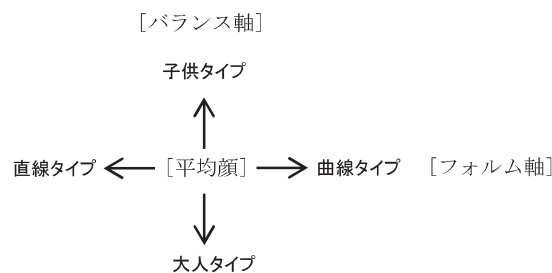 ［バランス軸］
子供タイプ
直線タイプ ［平均顔］ 曲線タイプ ［フォルム軸］
大人タイプ